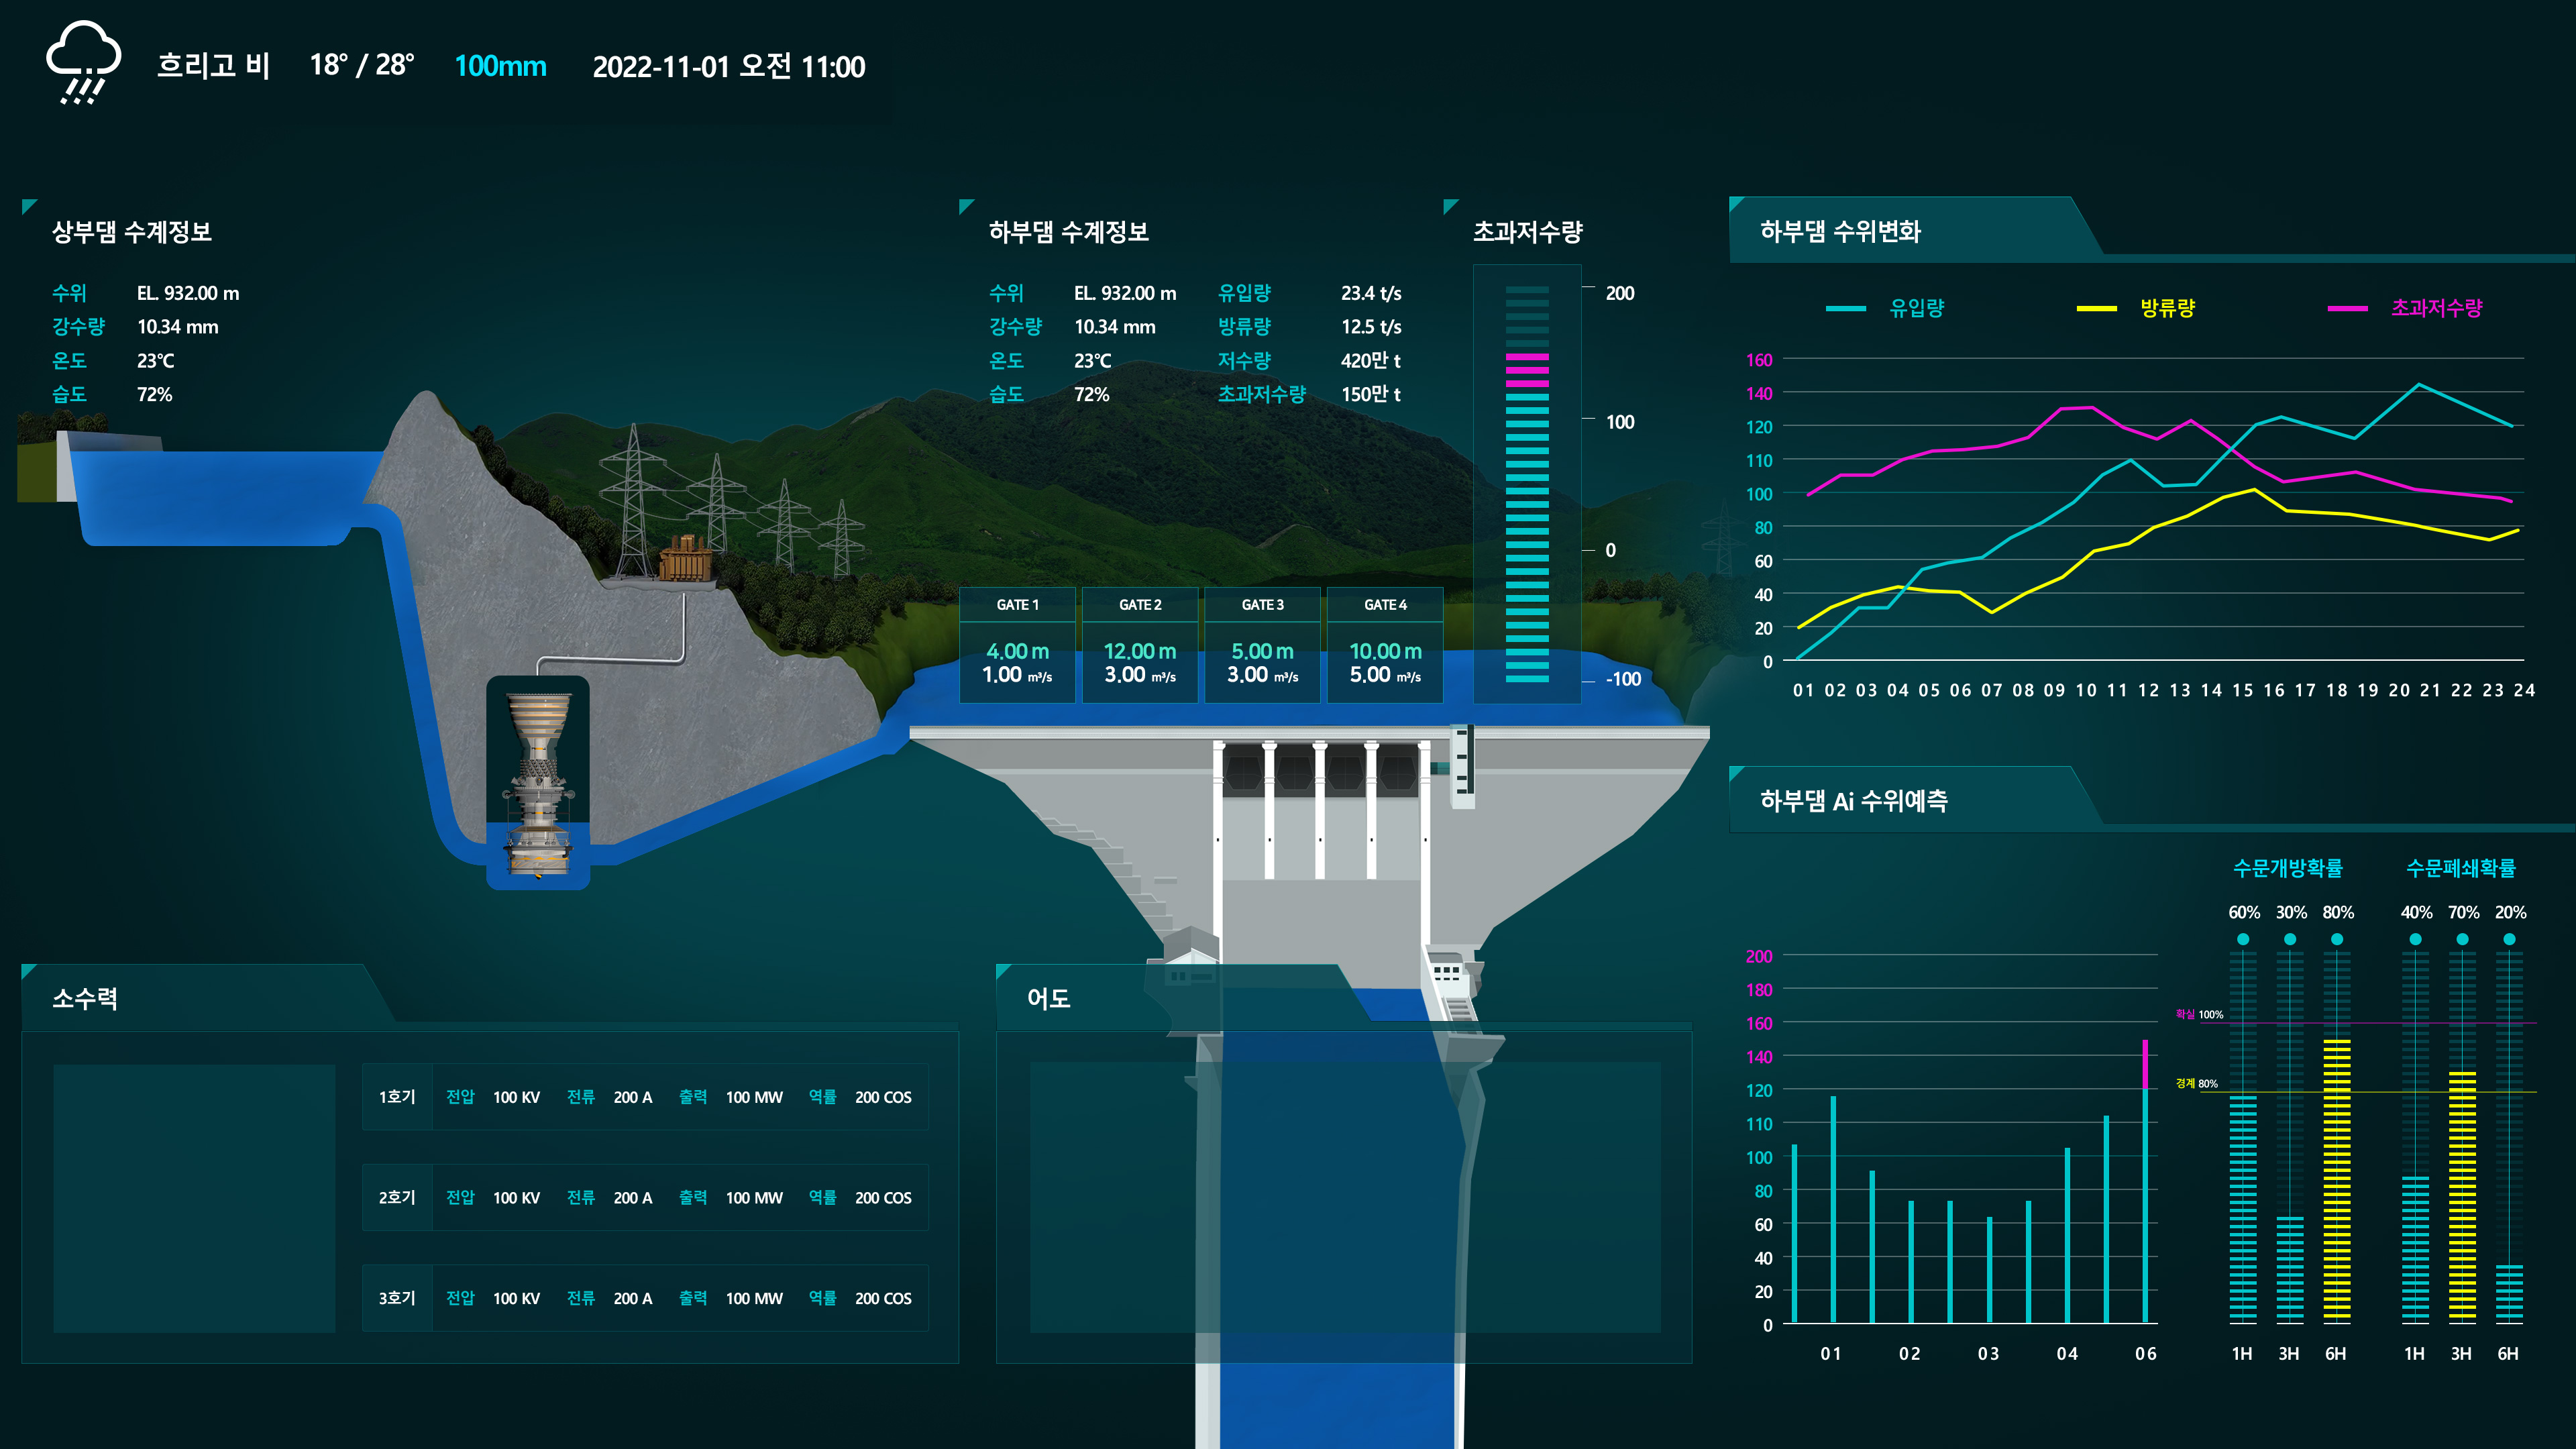 흐리고 비 18° / 28° 100mm 2022-11-01 오전 11:00
상부댐 수계정보
수위 EL. 932.00 m
강수량 10.34 mm
온도 23℃
습도 72%
하부댐 수계정보
수위 EL. 932.00 m 유입량 23.4 t/s
강수량 10.34 mm 방류량 12.5 t/s
온도 23℃ 저수량 420만 t
습도 72% 초과저수량 150만 t
초과저수량
200
100
0
-100
GATE 1 GATE 2 GATE 3 GATE 4
4.00 m 12.00 m 5.00 m 10.00 m
1.00 m³/s 3.00 m³/s 3.00 m³/s 5.00 m³/s
하부댐 수위변화
유입량 방류량 초과저수량
160
140
120
110
100
80
60
40
20
0
01 02 03 04 05 06 07 08 09 10 11 12 13 14 15 16 17 18 19 20 21 22 23 24
하부댐 Ai 수위예측
수문개방확률 수문폐쇄확률
60% 30% 80% 40% 70% 20%
200
180
160
140
120
110
100
80
60
40
20
0
확실 100%
경계 80%
01 02 03 04 06
1H 3H 6H 1H 3H 6H
소수력
1호기 전압 100 KV 전류 200 A 출력 100 MW 역률 200 COS
2호기 전압 100 KV 전류 200 A 출력 100 MW 역률 200 COS
3호기 전압 100 KV 전류 200 A 출력 100 MW 역률 200 COS
어도